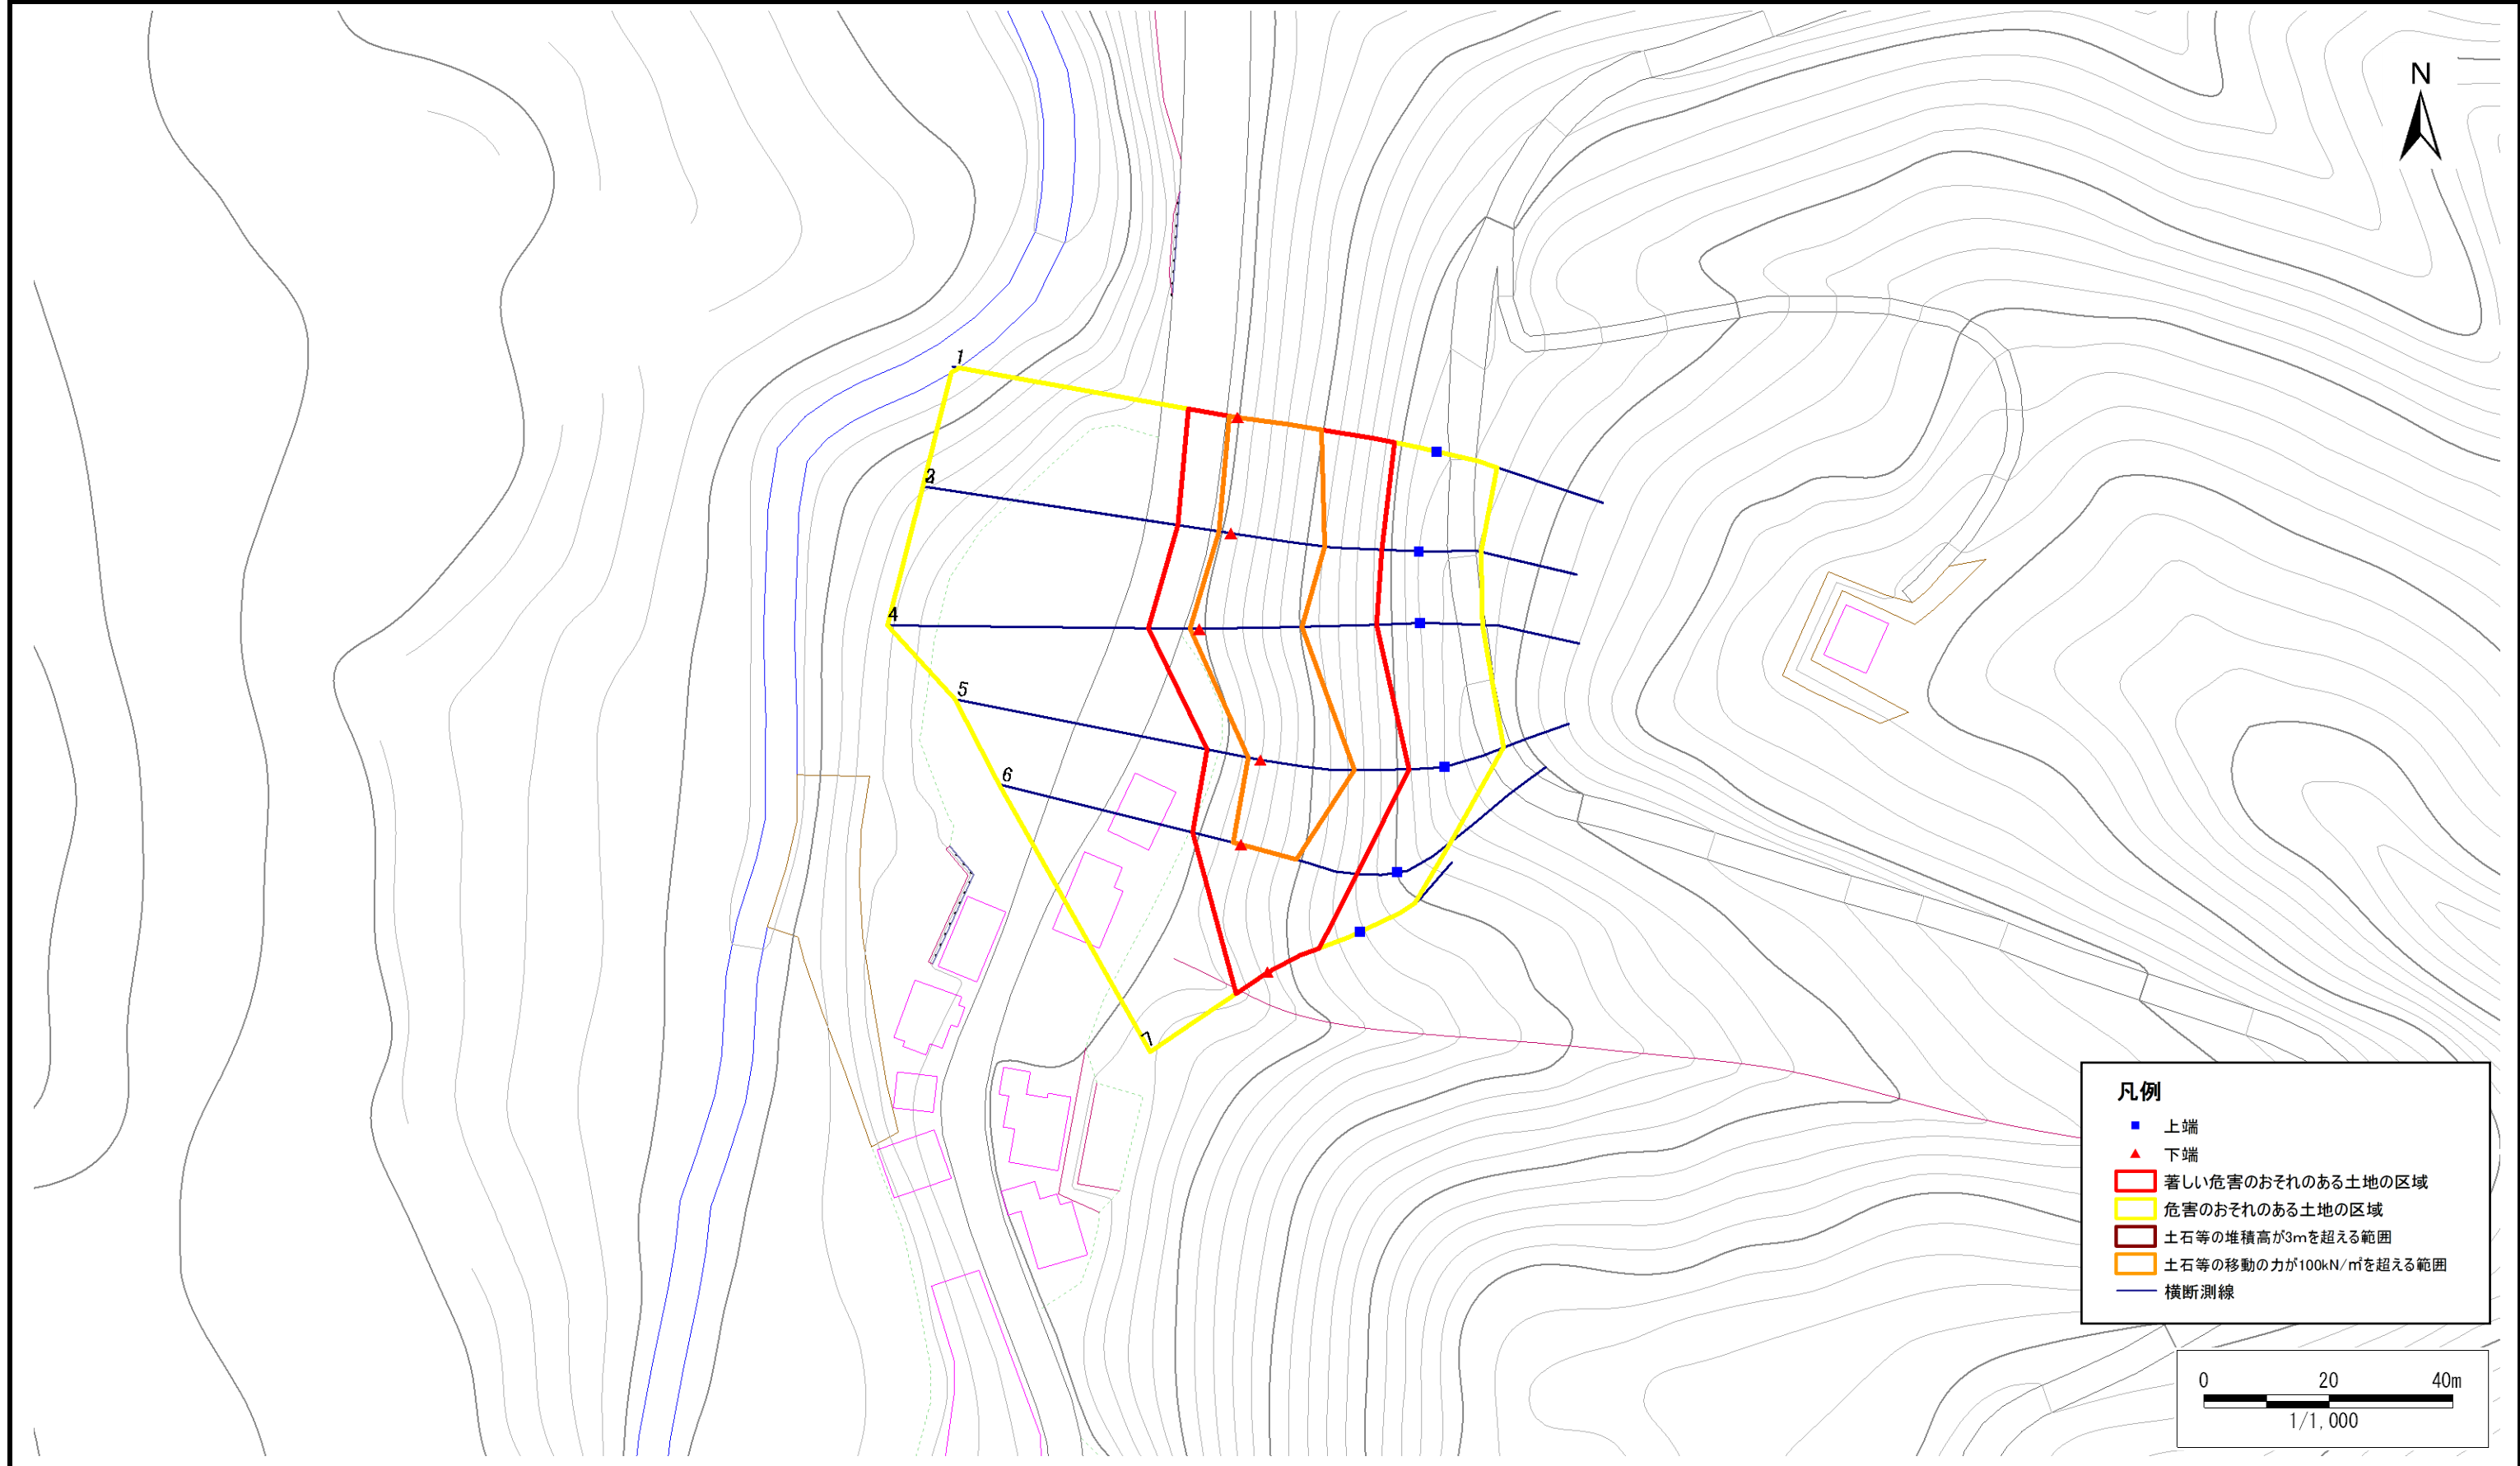 N
1
2
4
5
6
7
凡例
上端
下端
著しい危害のおそれのある土地の区域
危害のおそれのある土地の区域
土石等の堆積高が3mを超える範囲
土石等の移動の力が100kN/㎡を超える範囲
横断測線
0 20 40m
1/1,000